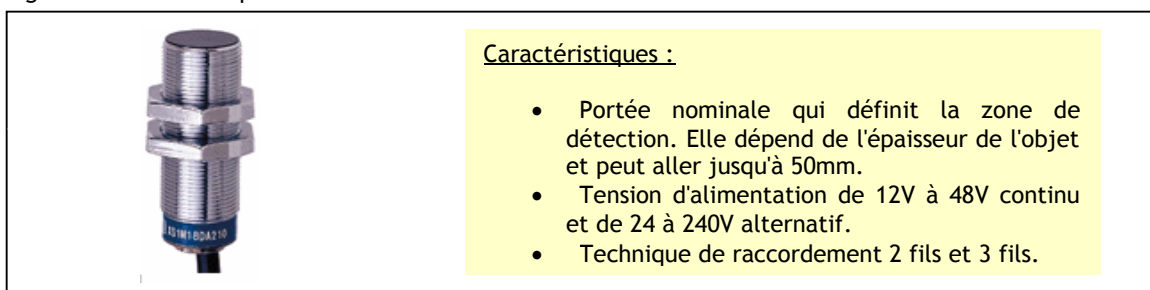 Caractéristiques :
• Portée nominale qui définit la zone de
détection. Elle dépend de l'épaisseur de l'objet
et peut aller jusqu'à 50mm.
• Tension d'alimentation de 12V à 48V continu
et de 24 à 240V alternatif.
• Technique de raccordement 2 fils et 3 fils.
XS1M18DA210